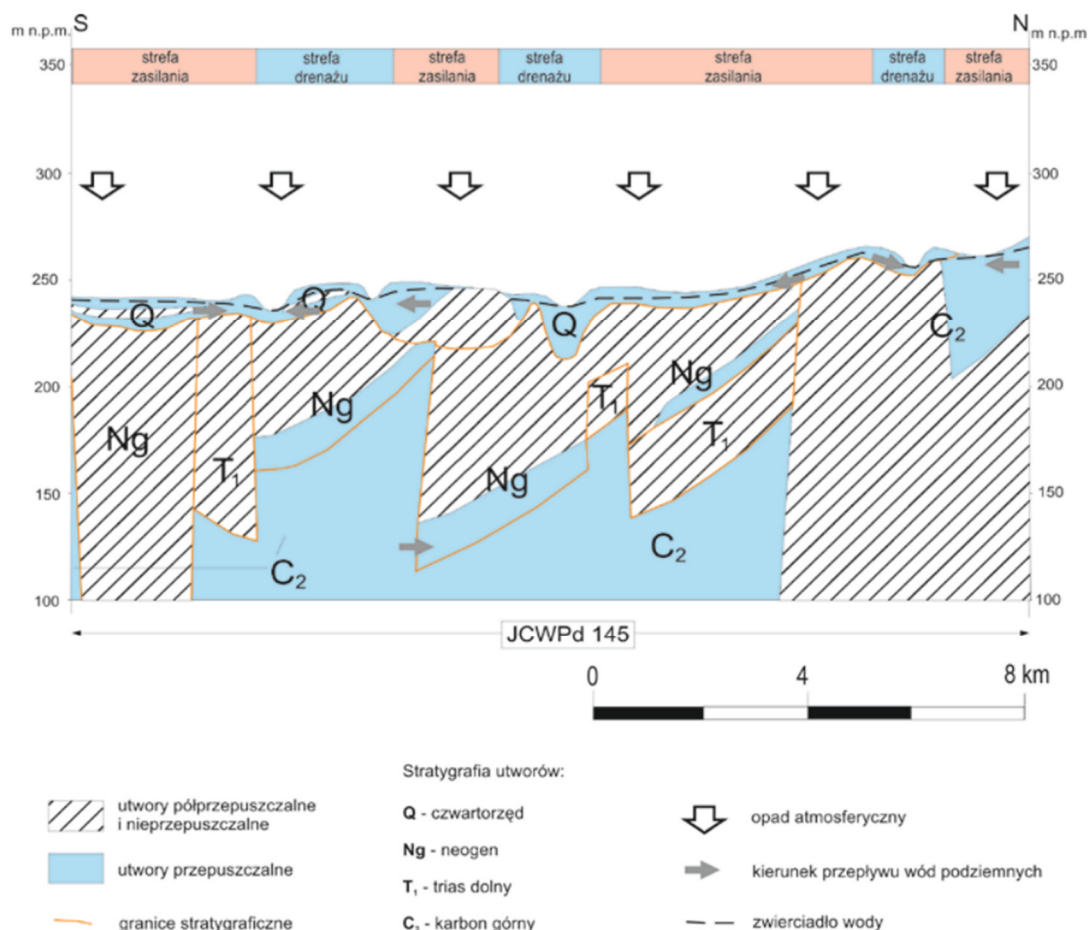 S
N
m n.p.m.
m n.p.m
strefa
zasilania
strefa
drenażu
strefa
zasilania
strefa
drenażu
strefa
zasilania
strefa
drenażu
strefa
zasilania
350
350
300
300
250
250
200
200
150
150
100
100
Q
Q
Q
C₂
Ng
Ng
Ng
T₁
T₁
Ng
T₁
Ng
C₂
C₂
JCWPd 145
0
4
8 km
Stratygrafia utworów:
utwory półprzepuszczalne
i nieprzepuszczalne
utwory przepuszczalne
granice stratygraficzne
Q - czwartorzęd
Ng - neogen
T₁ - trias dolny
C₂ - karbon górny
opad atmosferyczny
kierunek przepływu wód podziemnych
zwierciadło wody